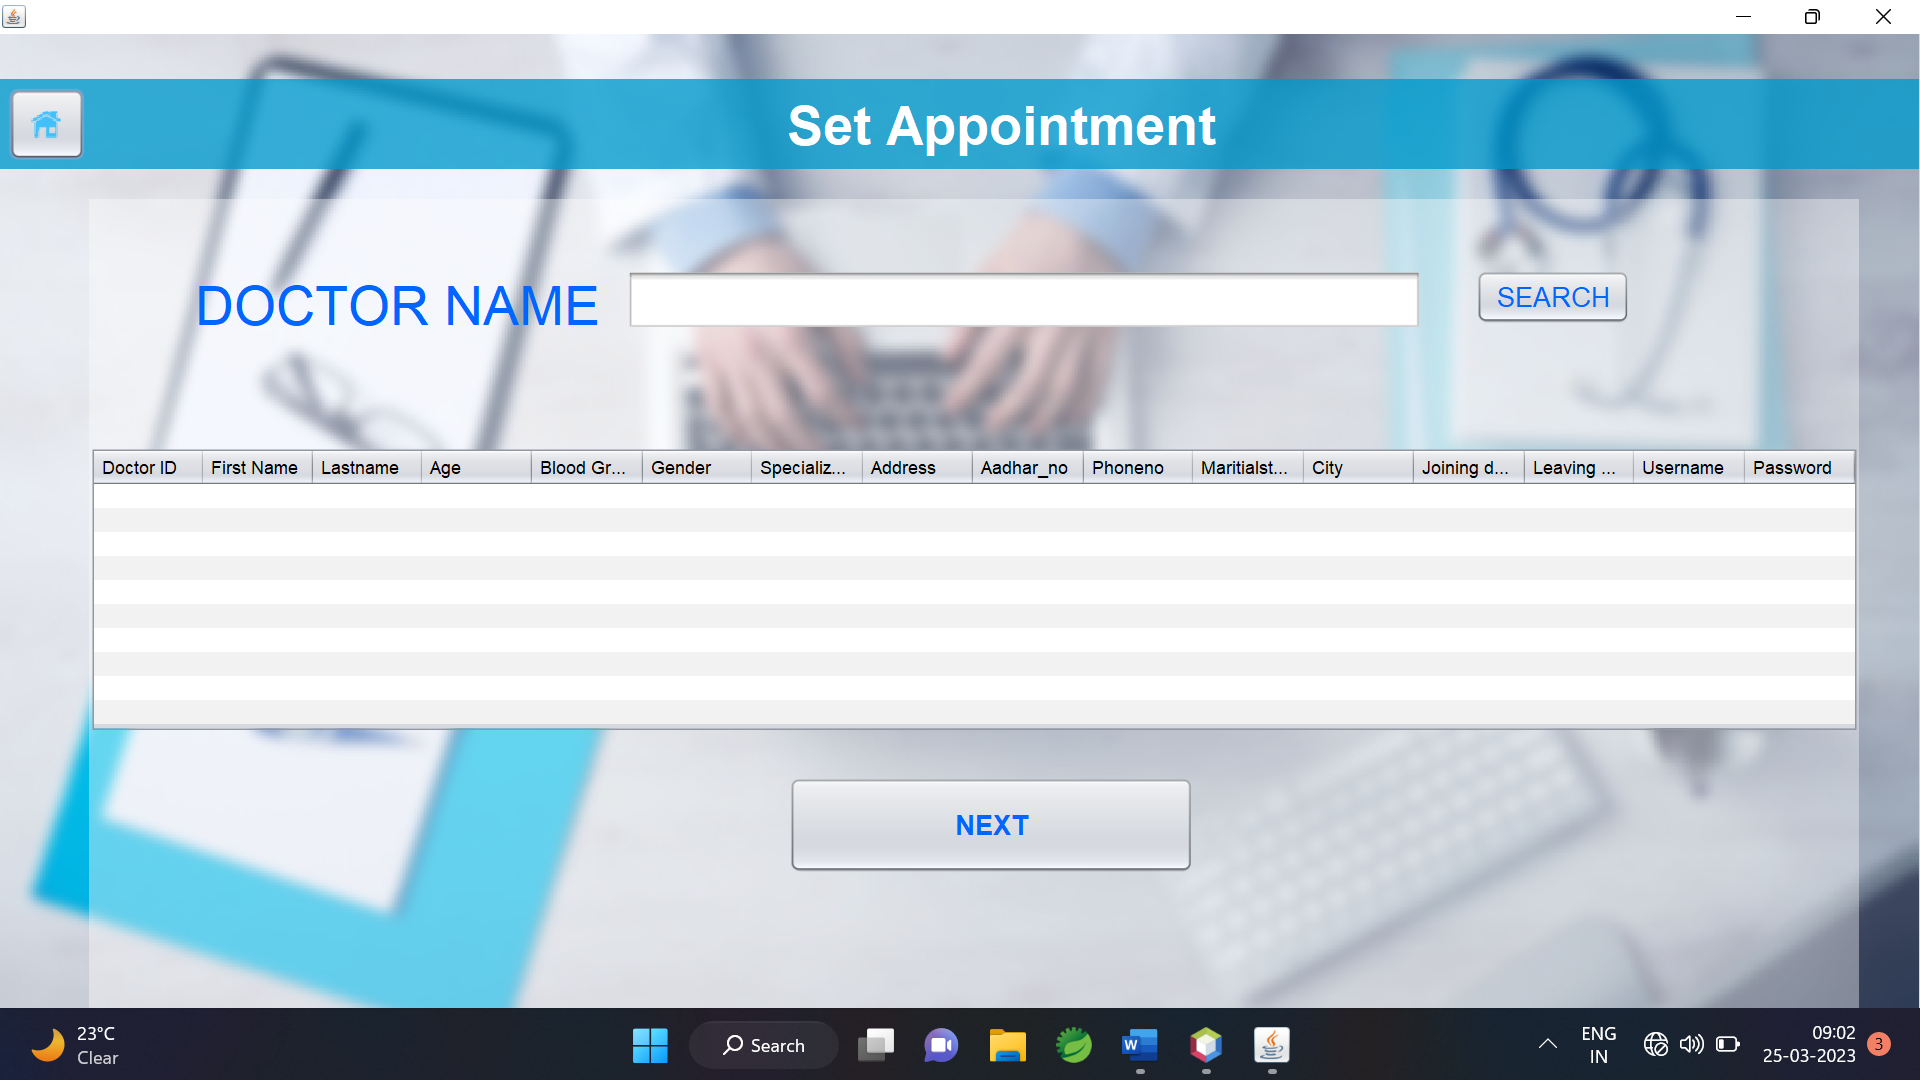 Set Appointment
DOCTOR NAME
SEARCH
Doctor ID First Name Lastname Age Blood Gr... Gender Specializ... Address Aadhar_no Phoneno Maritialst... City Joining d... Leaving ... Username Password
NEXT
23°C
Clear
Search
W
ENG
IN
09:02
25-03-2023
3